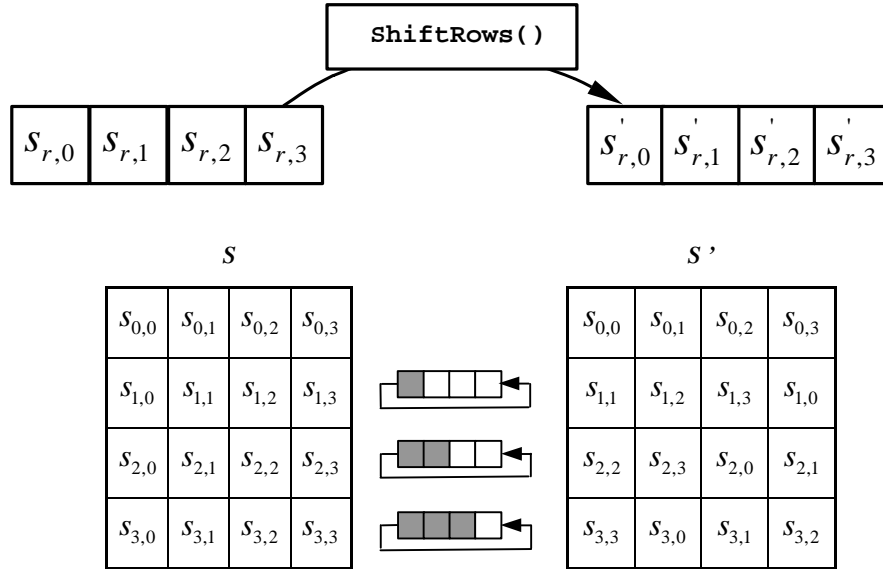 ShiftRows()
s_{r,0} s_{r,1} s_{r,2} s_{r,3} s'_{r,0} s'_{r,1} s'_{r,2} s'_{r,3}
S S'
s_{0,0} s_{0,1} s_{0,2} s_{0,3} s_{0,0} s_{0,1} s_{0,2} s_{0,3}
s_{1,0} s_{1,1} s_{1,2} s_{1,3} s_{1,1} s_{1,2} s_{1,3} s_{1,0}
s_{2,0} s_{2,1} s_{2,2} s_{2,3} s_{2,2} s_{2,3} s_{2,0} s_{2,1}
s_{3,0} s_{3,1} s_{3,2} s_{3,3} s_{3,3} s_{3,0} s_{3,1} s_{3,2}